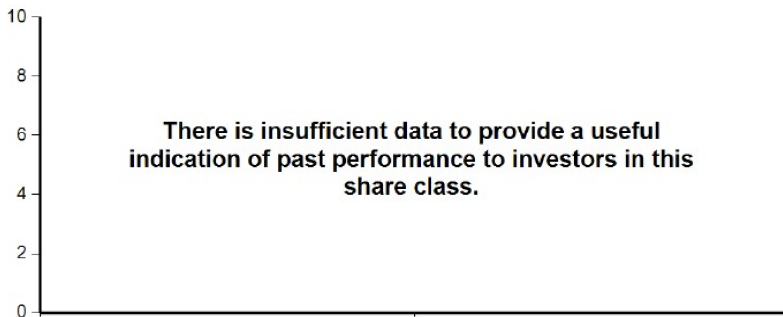 10
8
6
There is insufficient data to provide a useful
indication of past performance to investors in this
share class.
4
2
0